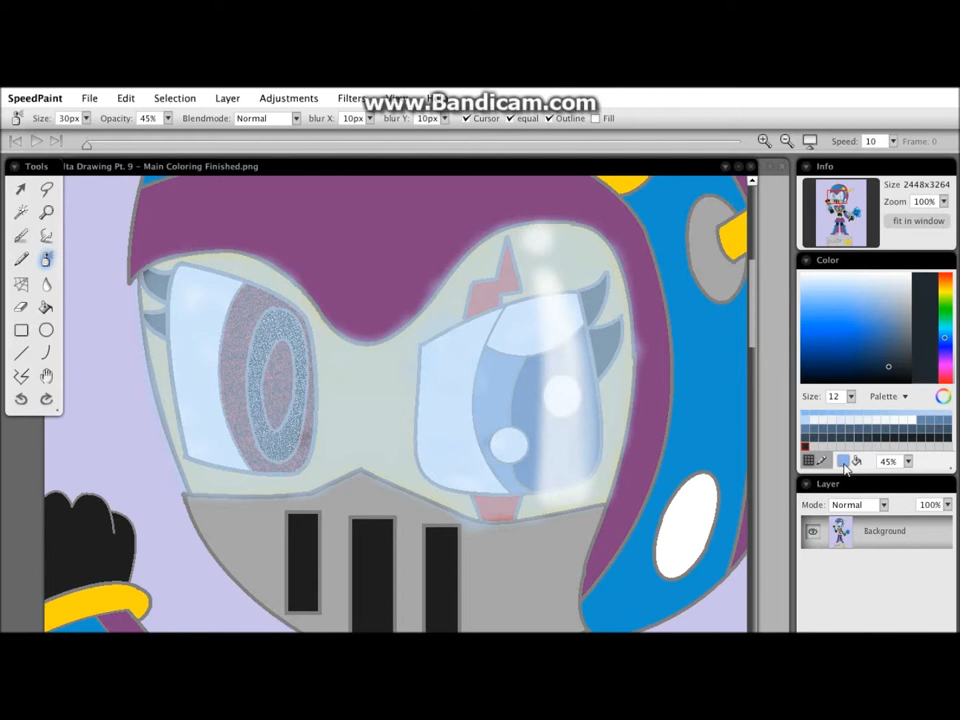 www.Bandicam.com
SpeedPaint File Edit Selection Layer Adjustments Filters
Size: 30px Opacity: 45% Blendmode: Normal blur X: 10px blur Y: 10px Cursor equal Outline Fill
Speed: 10 Frame: 0
Tools lta Drawing Pt. 9 – Main Coloring Finished.png
Info
Size 2448x3264
Zoom 100%
fit in window
Color
Size: 12 Palette
45%
Layer
Mode: Normal 100%
Background